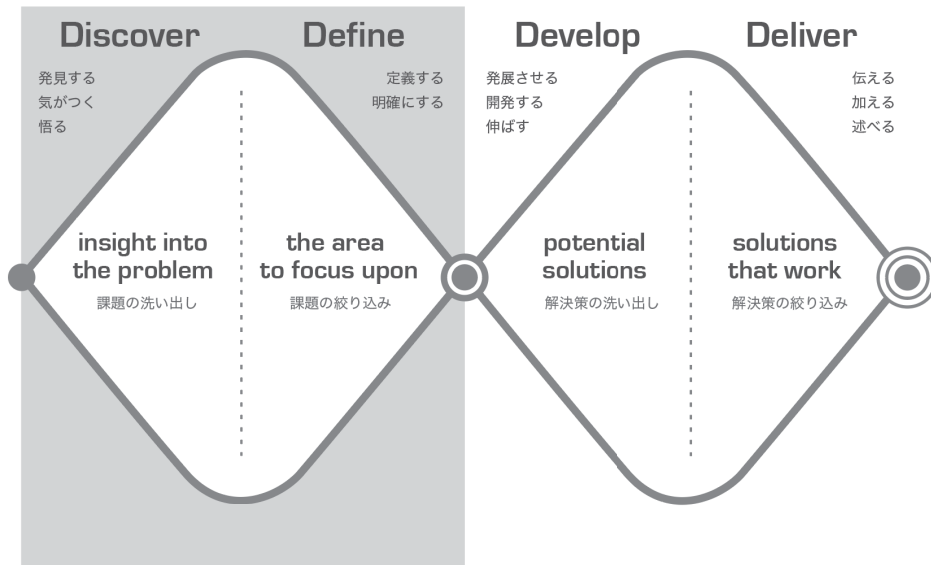 Discover
発見する
気がつく
悟る
Define
定義する
明確にする
Develop
発展させる
開発する
伸ばす
Deliver
伝える
加える
述べる
insight into
the problem
課題の洗い出し
the area
to focus upon
課題の絞り込み
potential
solutions
解決策の洗い出し
solutions
that work
解決策の絞り込み